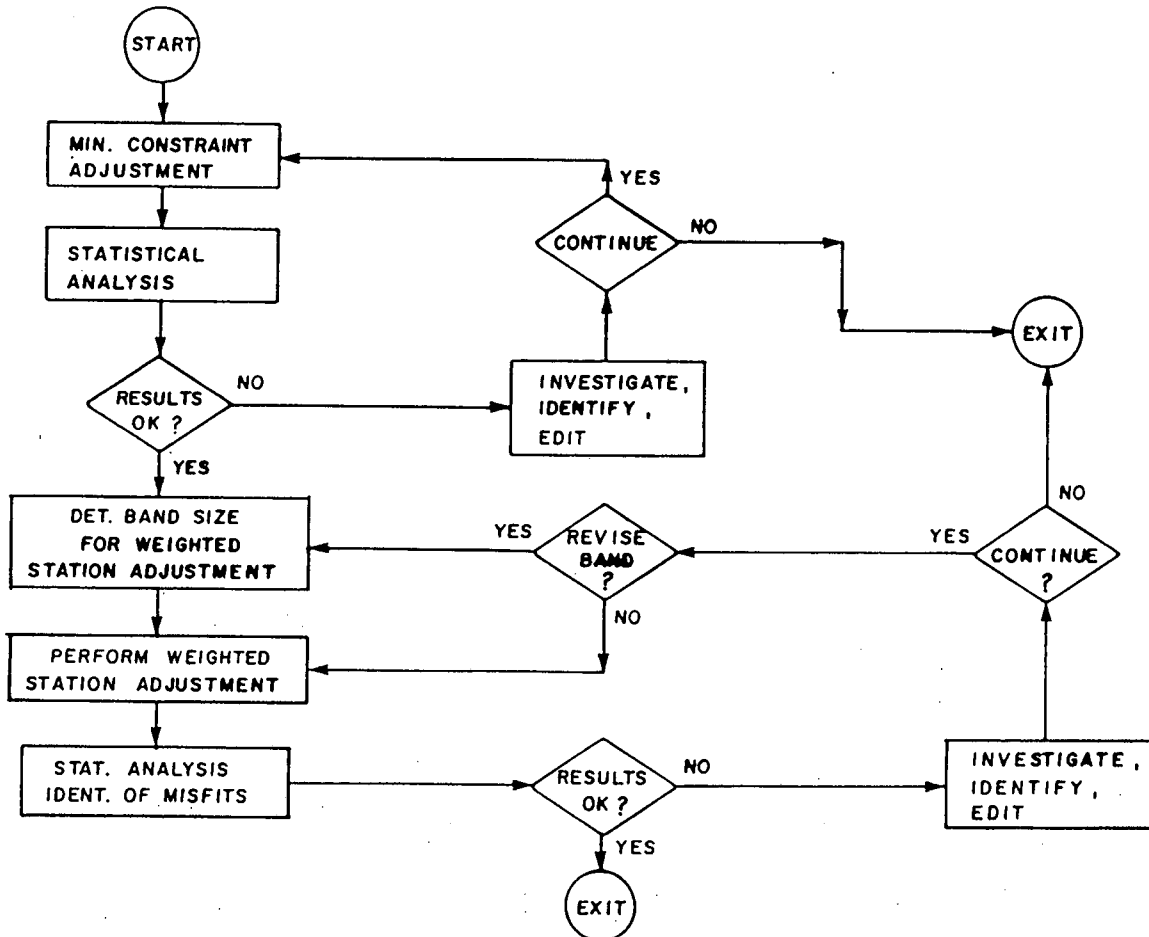 START
MIN. CONSTRAINT
ADJUSTMENT
YES
STATISTICAL
ANALYSIS
CONTINUE
NO
EXIT
RESULTS
OK ?
NO
INVESTIGATE,
IDENTIFY,
EDIT
YES
DET. BAND SIZE
FOR WEIGHTED
STATION ADJUSTMENT
YES
REVISE
BAND
?
NO
YES
CONTINUE
?
NO
PERFORM WEIGHTED
STATION ADJUSTMENT
STAT. ANALYSIS
IDENT. OF MISFITS
RESULTS
OK ?
NO
INVESTIGATE,
IDENTIFY,
EDIT
YES
EXIT